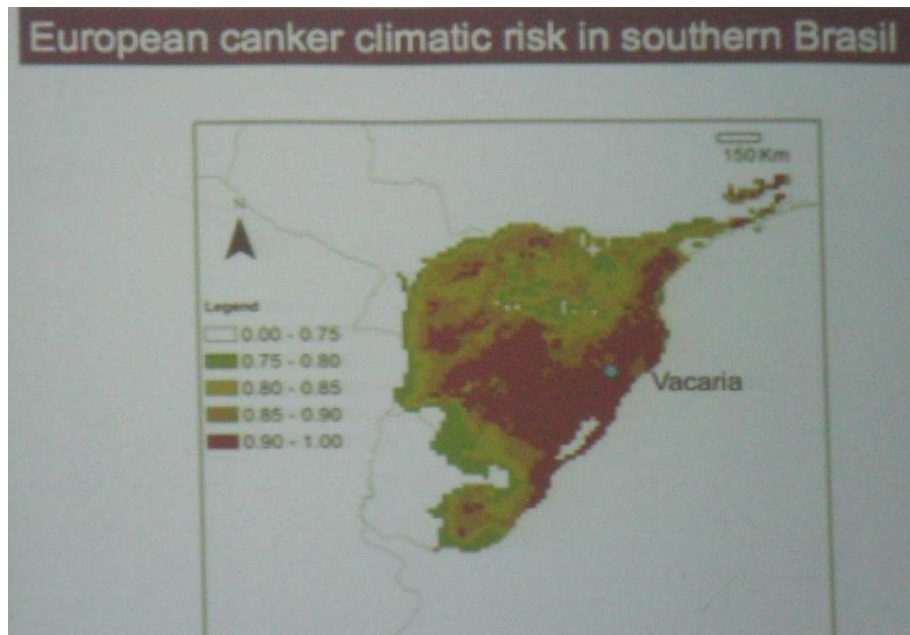 European canker climatic risk in southern Brasil
150 Km
N
Legend
0.00 - 0.75
0.75 - 0.80
0.80 - 0.85
0.85 - 0.90
0.90 - 1.00
Vacaria